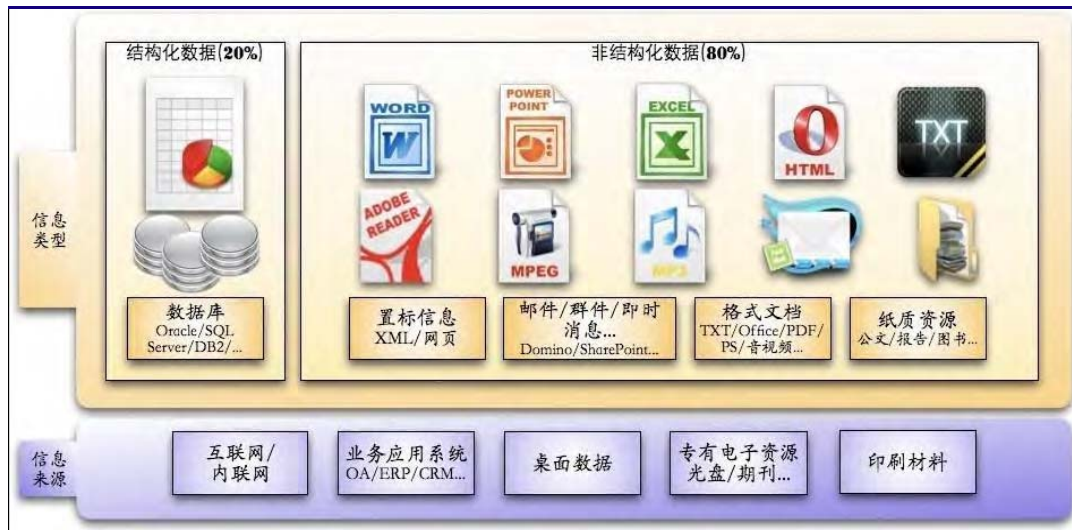 结构化数据(20%)
非结构化数据(80%)
WORD
W
POWER
POINT
EXCEL
X
HTML
TXT
ADOBE
READER
MPEG
MP3
信息
类型
数据库
Oracle/SQL
Server/DB2/...
置标信息
XML/网页
邮件/群件/即时
消息...
Domino/SharePoint...
格式文档
TXT/Office/PDF/
PS/音视频...
纸质资源
公文/报告/图书...
信息
来源
互联网/
内联网
业务应用系统
OA/ERP/CRM...
桌面数据
专有电子资源
光盘/期刊...
印刷材料